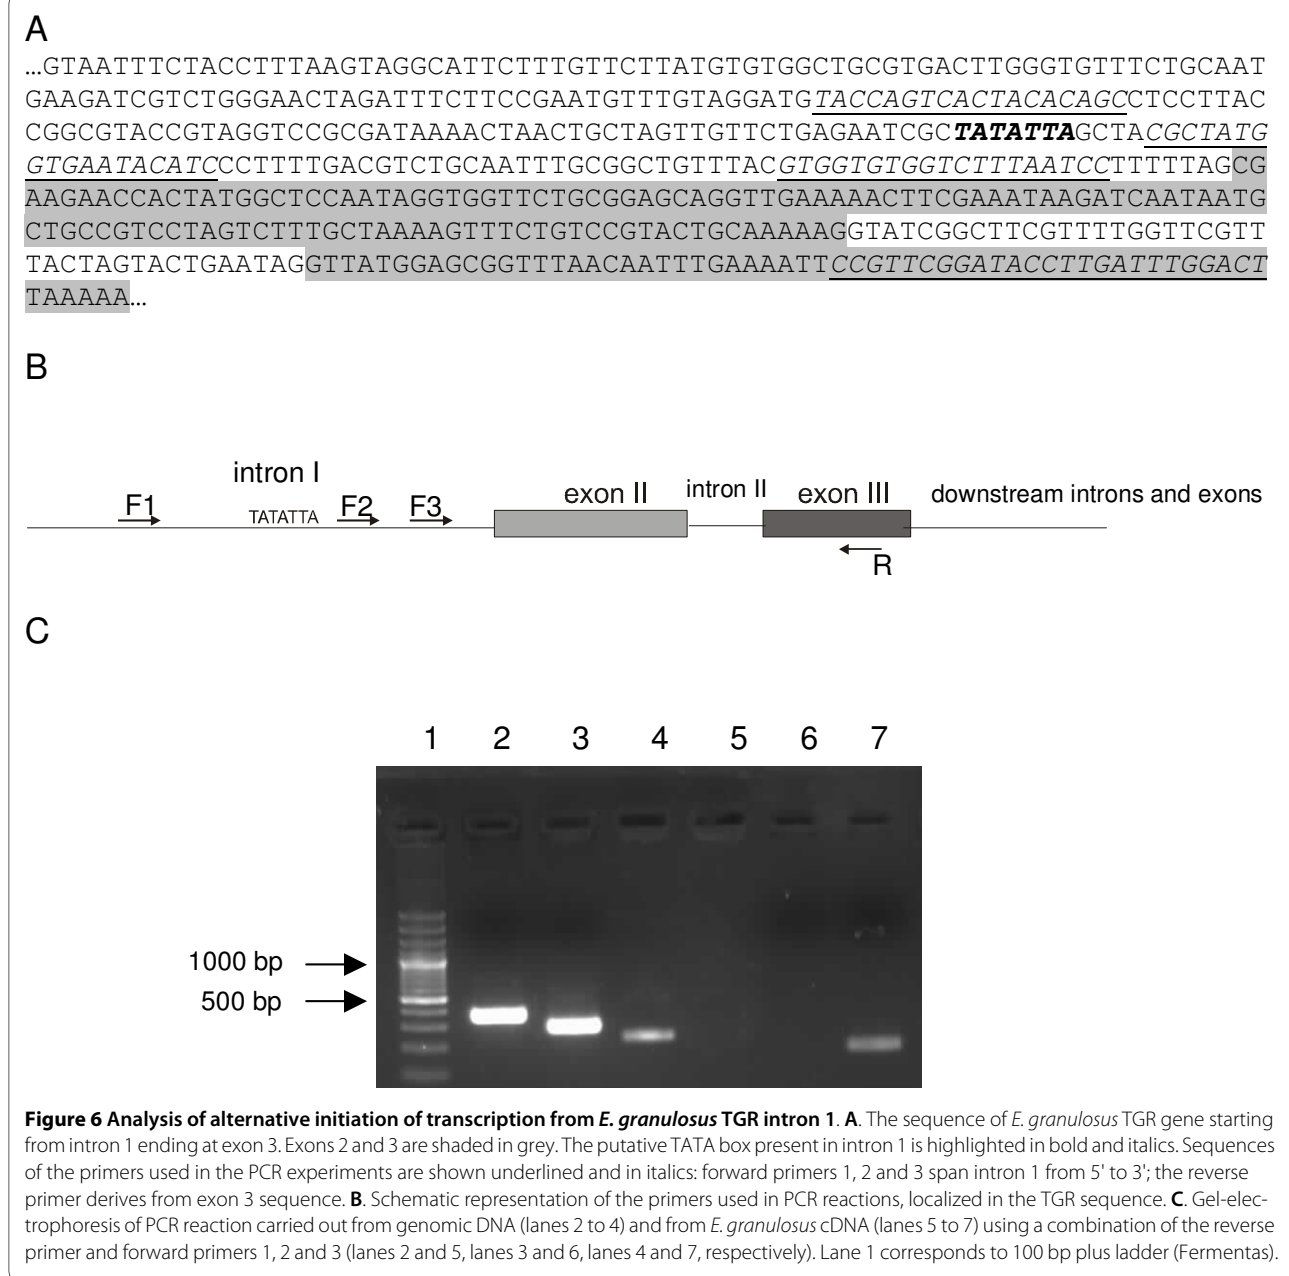 A
...GTAATTTCTACCTTTAAGTAGGCATTCTTTGTTCTTATGTGTGGCTGCGTGACTTGGGTGTTTCTGCAAT
GAAGATCGTCTGGGAACTAGATTTCTTCCGAATGTTTGTAGGATGTACCAGTCACTACACAGCCTCCTTAC
CGGCGTACCGTAGGTCCGCGATAAAACTAACTGCTAGTTGTTCTGAGAATCGCTATATTAGCTACGCTATG
GTGAATACATCCCTTTTGACGTCTGCAATTTGCGGCTGTTTACGTGGTGTGGTCTTTAATCCTTTTTAGCG
AAGAACCACTATGGCTCCAATAGGTGGTTCTGCGGAGCAGGTTGAAAAACTTCGAAATAAGATCAATAATG
CTGCCGTCCTAGTCTTTGCTAAAAGTTTCTGTCCGTACTGCAAAAAGGTATCGGCTTCGTTTTGGTTCGTT
TACTAGTACTGAATAGGTTATGGAGCGGTTTAACAATTTGAAAATTCCGTTCGGATACCTTGATTTGGACT
TAAAAA...
B
intron I
F1
TATATTA
F2
F3
exon II
intron II
exon III
downstream introns and exons
R
C
1 2 3 4 5 6 7
1000 bp
500 bp
Figure 6 Analysis of alternative initiation of transcription from E. granulosus TGR intron 1. A. The sequence of E. granulosus TGR gene starting
from intron 1 ending at exon 3. Exons 2 and 3 are shaded in grey. The putative TATA box present in intron 1 is highlighted in bold and italics. Sequences
of the primers used in the PCR experiments are shown underlined and in italics: forward primers 1, 2 and 3 span intron 1 from 5' to 3'; the reverse
primer derives from exon 3 sequence. B. Schematic representation of the primers used in PCR reactions, localized in the TGR sequence. C. Gel-elec-
trophoresis of PCR reaction carried out from genomic DNA (lanes 2 to 4) and from E. granulosus cDNA (lanes 5 to 7) using a combination of the reverse
primer and forward primers 1, 2 and 3 (lanes 2 and 5, lanes 3 and 6, lanes 4 and 7, respectively). Lane 1 corresponds to 100 bp plus ladder (Fermentas).